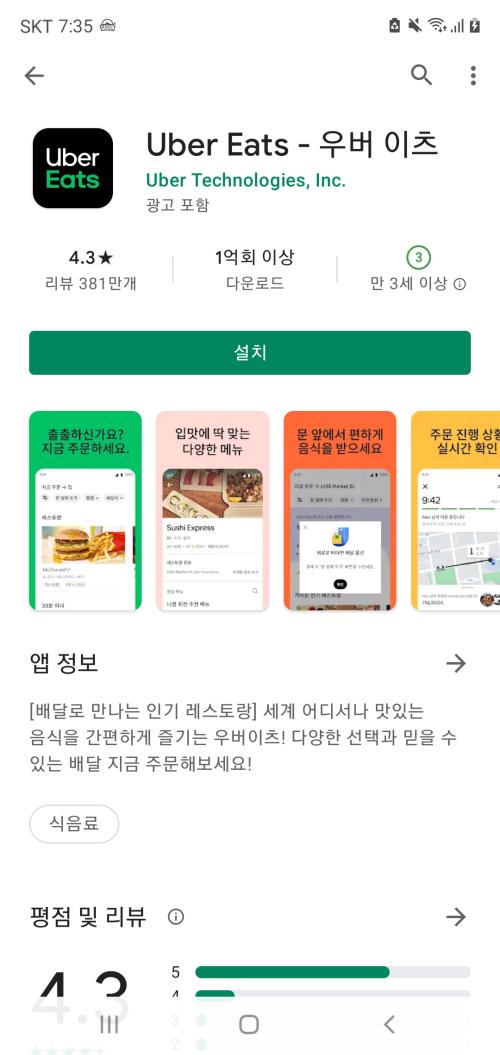 SKT 7:35
Uber Eats
Uber Eats - 우버 이츠
Uber Technologies, Inc.
광고 포함
4.3★
리뷰 381만개
1억회 이상
다운로드
3
만 3세 이상
설치
출출하신가요?
지금 주문하세요.
입맛에 딱 맞는
다양한 메뉴
Sushi Express
문 앞에서 편하게
음식을 받으세요
주문 진행 상황
실시간 확인
9:42
레스토랑
McDonald's®
30분 이내
앱 정보
[배달로 만나는 인기 레스토랑] 세계 어디서나 맛있는
음식을 간편하게 즐기는 우버이츠! 다양한 선택과 믿을 수
있는 배달 지금 주문해보세요!
식음료
평점 및 리뷰
4.3
5
4
3
2